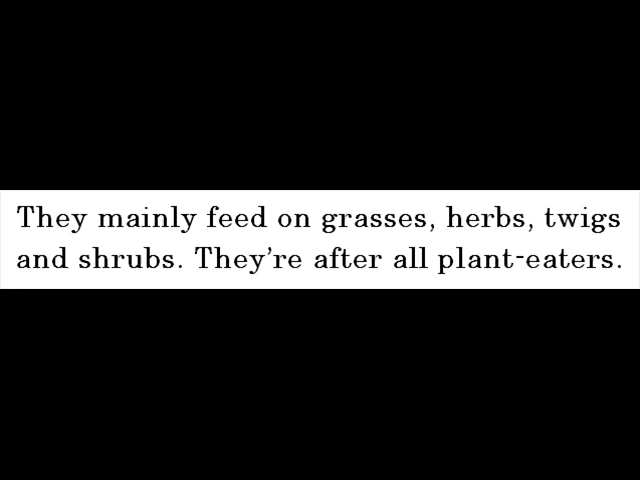 They mainly feed on grasses, herbs, twigs
and shrubs. They’re after all plant-eaters.